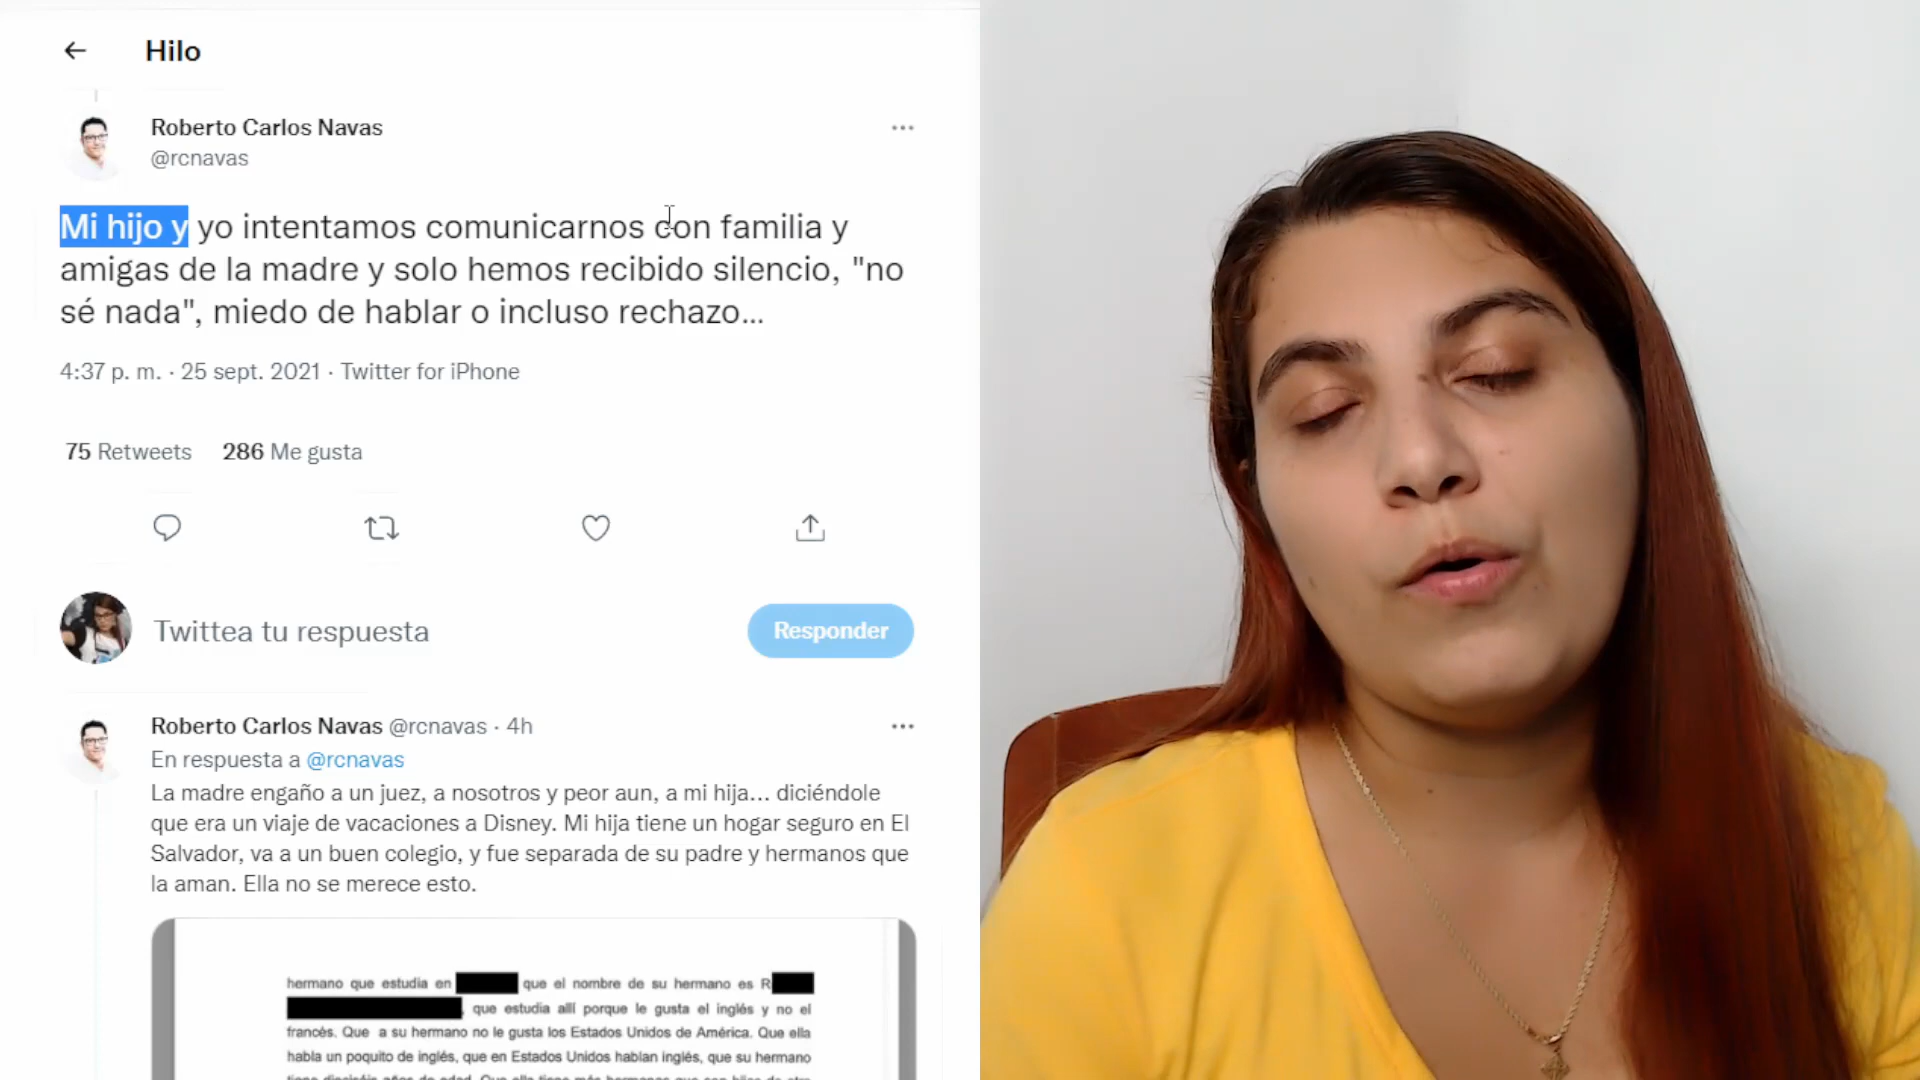 Hilo
Roberto Carlos Navas
@rcnavas
Mi hijo y yo intentamos comunicarnos con familia y
amigas de la madre y solo hemos recibido silencio, "no
sé nada", miedo de hablar o incluso rechazo...
4:37 p. m. · 25 sept. 2021 · Twitter for iPhone
75 Retweets 286 Me gusta
Twittea tu respuesta
Responder
Roberto Carlos Navas @rcnavas · 4h
En respuesta a @rcnavas
La madre engaño a un juez, a nosotros y peor aun, a mi hija... diciéndole
que era un viaje de vacaciones a Disney. Mi hija tiene un hogar seguro en El
Salvador, va a un buen colegio, y fue separada de su padre y hermanos que
la aman. Ella no se merece esto.
hermano que estudia en que el nombre de su hermano es R
, que estudia allí porque le gusta el inglés y no el
francés. Que a su hermano no le gusta los Estados Unidos de América. Que ella
habla un poquito de inglés, que en Estados Unidos hablan inglés, que su hermano